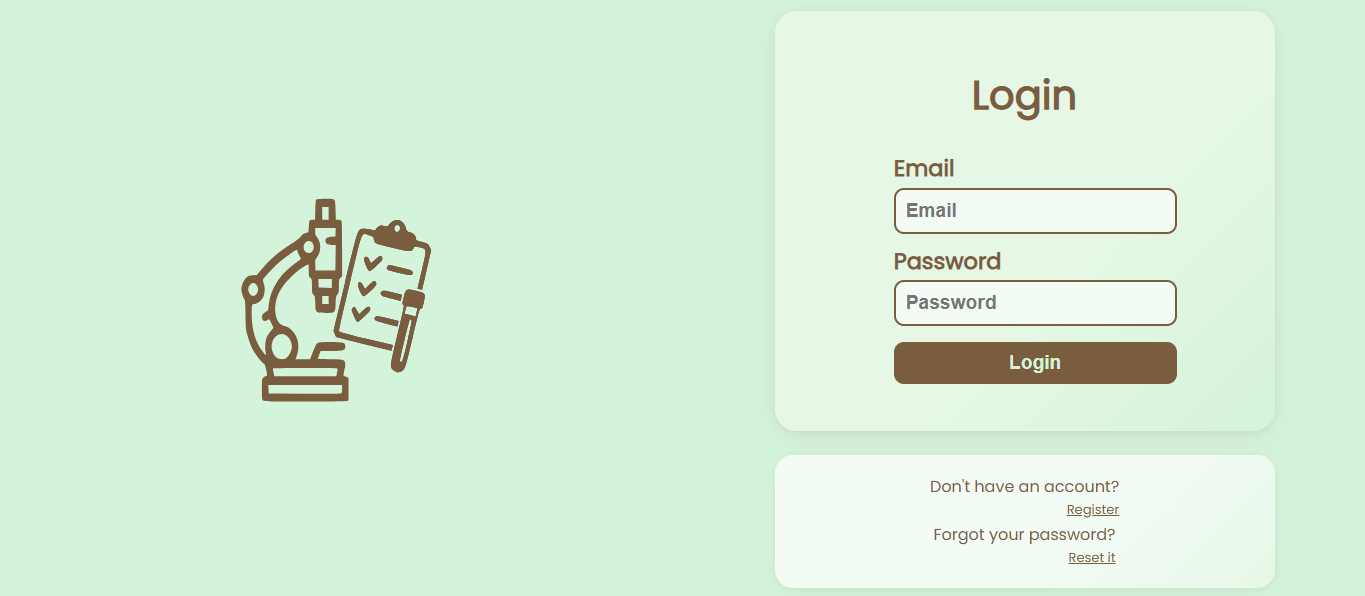 Login
Email
Email
Password
Password
Login
Don't have an account?
Register
Forgot your password?
Reset it